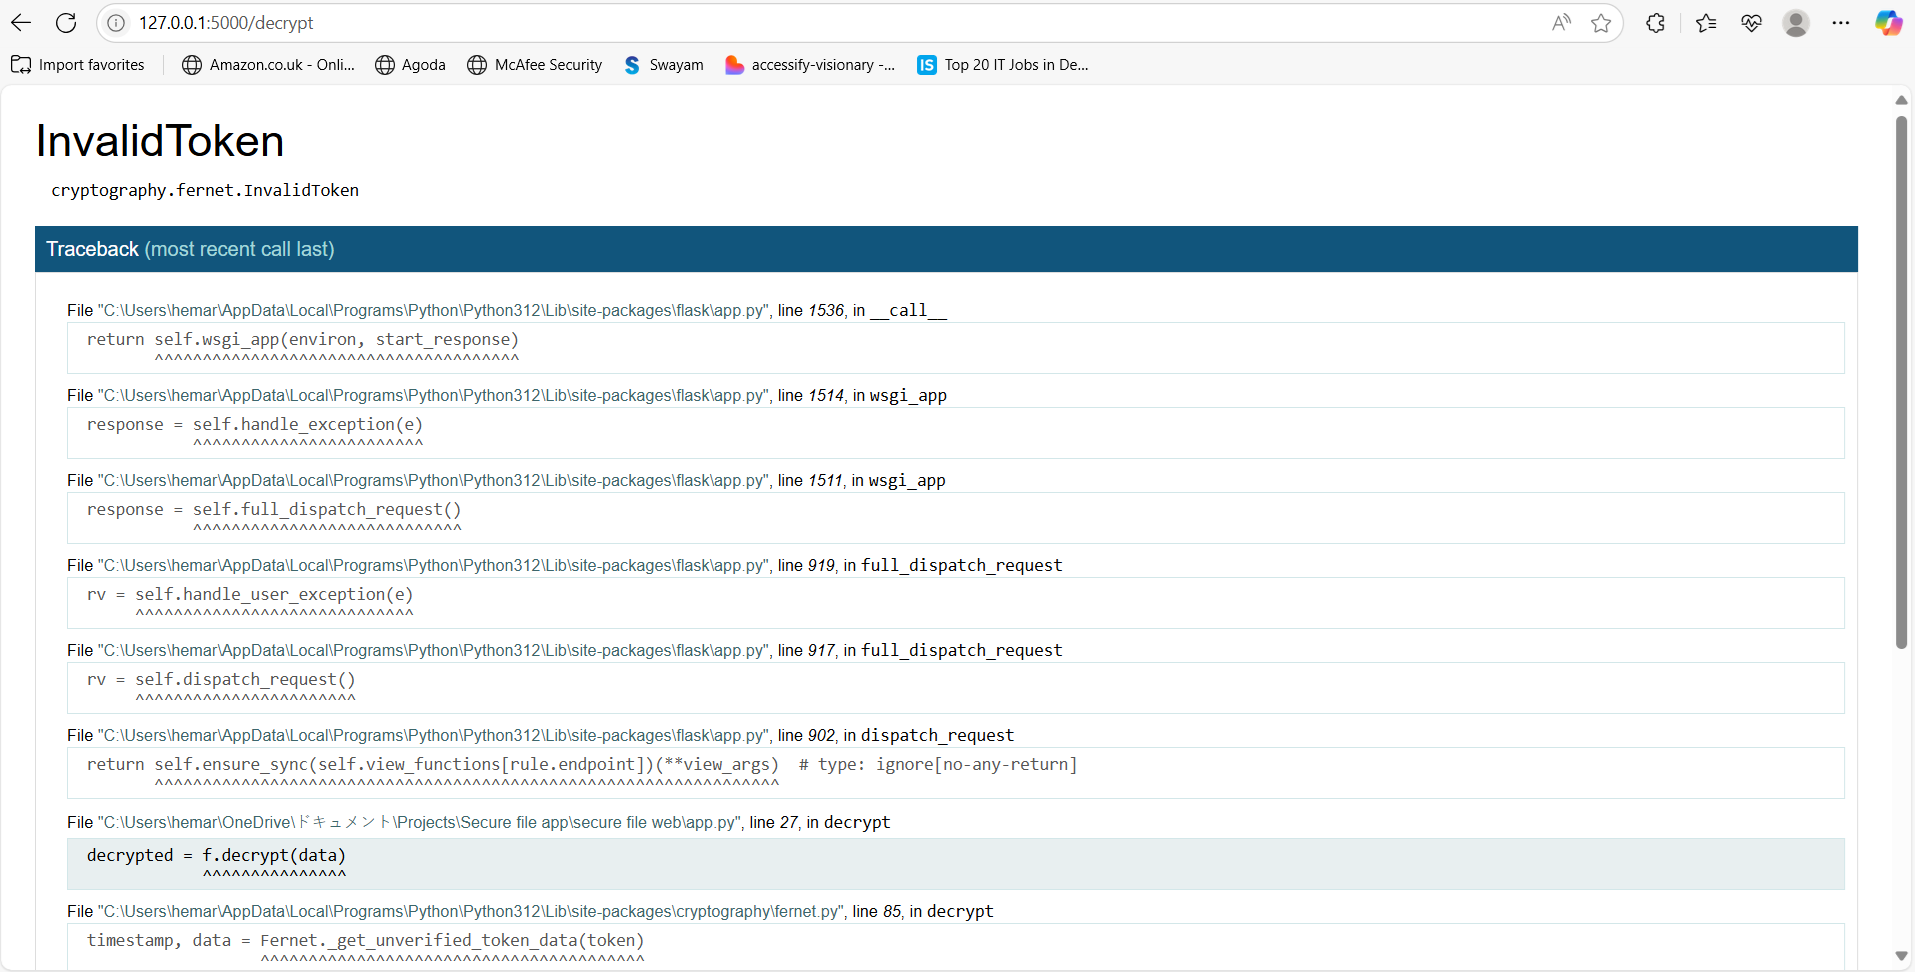 127.0.0.1:5000/decrypt
Import favorites
Amazon.co.uk - Onli...
Agoda
McAfee Security
S Swayam
accessify-visionary -...
IS Top 20 IT Jobs in De...
InvalidToken
cryptography.fernet.InvalidToken
Traceback (most recent call last)
File "C:\Users\hemar\AppData\Local\Programs\Python\Python312\Lib\site-packages\flask\app.py", line 1536, in __call__
return self.wsgi_app(environ, start_response)
^^^^^^^^^^^^^^^^^^^^^^^^^^^^^^^^^^^^^^
File "C:\Users\hemar\AppData\Local\Programs\Python\Python312\Lib\site-packages\flask\app.py", line 1514, in wsgi_app
response = self.handle_exception(e)
^^^^^^^^^^^^^^^^^^^^^^^^
File "C:\Users\hemar\AppData\Local\Programs\Python\Python312\Lib\site-packages\flask\app.py", line 1511, in wsgi_app
response = self.full_dispatch_request()
^^^^^^^^^^^^^^^^^^^^^^^^^^^^
File "C:\Users\hemar\AppData\Local\Programs\Python\Python312\Lib\site-packages\flask\app.py", line 919, in full_dispatch_request
rv = self.handle_user_exception(e)
^^^^^^^^^^^^^^^^^^^^^^^^^^^^^
File "C:\Users\hemar\AppData\Local\Programs\Python\Python312\Lib\site-packages\flask\app.py", line 917, in full_dispatch_request
rv = self.dispatch_request()
^^^^^^^^^^^^^^^^^^^^^^^
File "C:\Users\hemar\AppData\Local\Programs\Python\Python312\Lib\site-packages\flask\app.py", line 902, in dispatch_request
return self.ensure_sync(self.view_functions[rule.endpoint])(**view_args)  # type: ignore[no-any-return]
^^^^^^^^^^^^^^^^^^^^^^^^^^^^^^^^^^^^^^^^^^^^^^^^^^^^^^^^^^^^^^^^^
File "C:\Users\hemar\OneDrive\ドキュメント\Projects\Secure file app\secure file web\app.py", line 27, in decrypt
decrypted = f.decrypt(data)
^^^^^^^^^^^^^^^
File "C:\Users\hemar\AppData\Local\Programs\Python\Python312\Lib\site-packages\cryptography\fernet.py", line 85, in decrypt
timestamp, data = Fernet._get_unverified_token_data(token)
^^^^^^^^^^^^^^^^^^^^^^^^^^^^^^^^^^^^^^^^